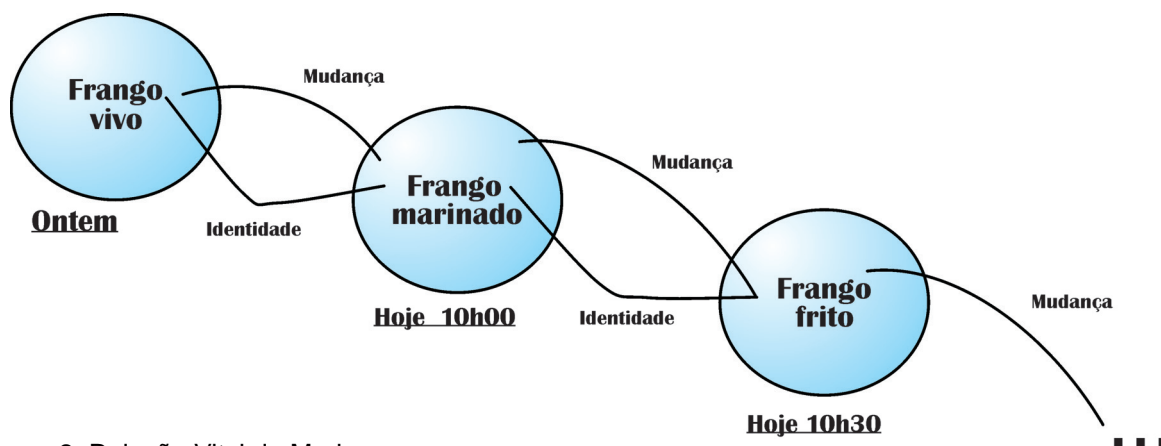 Frango
vivo
Mudança
Ontem
Identidade
Frango
marinado
Mudança
Hoje 10h00
Identidade
Frango
frito
Mudança
Hoje 10h30